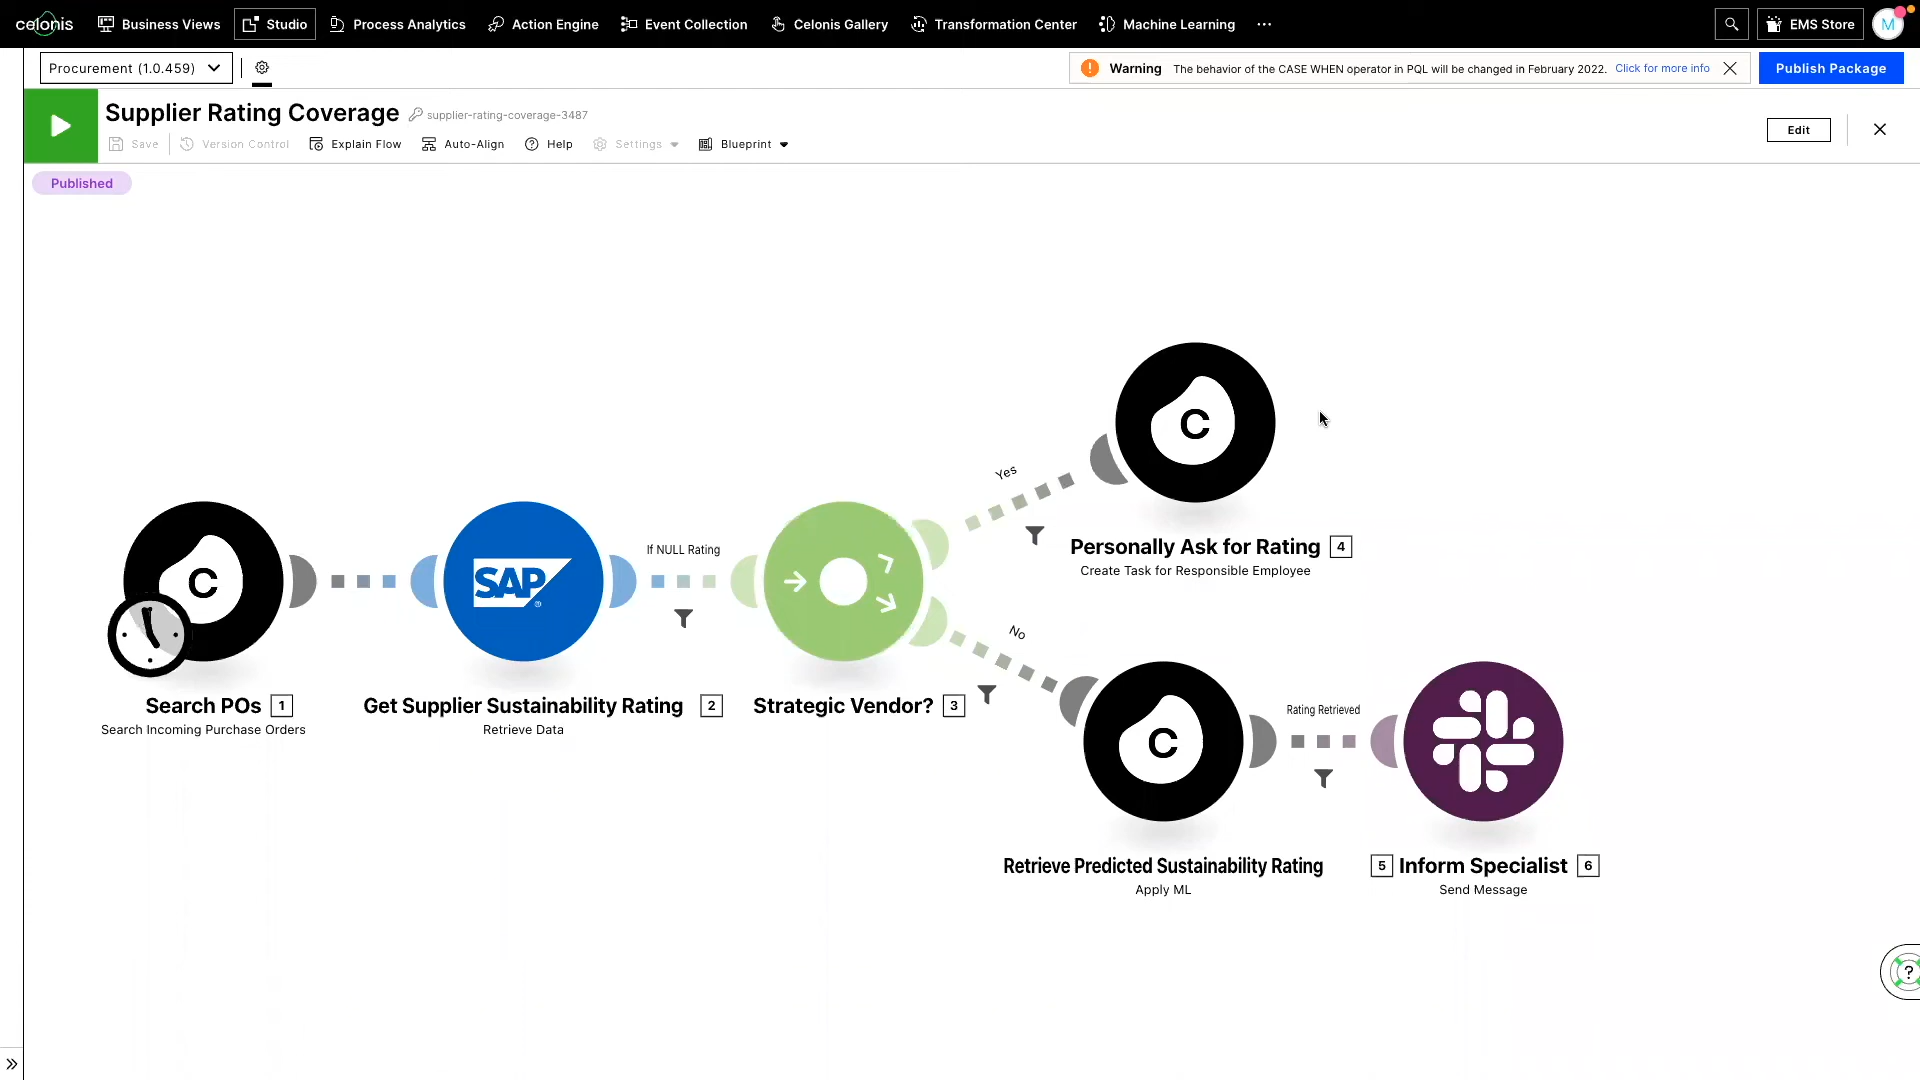 celonis Business Views Studio Process Analytics Action Engine Event Collection Celonis Gallery Transformation Center Machine Learning ··· EMS Store M
Procurement (1.0.459) Warning The behavior of the CASE WHEN operator in PQL will be changed in February 2022. Click for more info Publish Package
Supplier Rating Coverage supplier-rating-coverage-3487
Save Version Control Explain Flow Auto-Align Help Settings Blueprint Edit
Published
C
Yes
Personally Ask for Rating 4
Create Task for Responsible Employee
C
SAP®
If NULL Rating
No
Search POs 1
Search Incoming Purchase Orders
Get Supplier Sustainability Rating 2
Retrieve Data
Strategic Vendor? 3
C
Rating Retrieved
Retrieve Predicted Sustainability Rating 5
Apply ML
Inform Specialist 6
Send Message
?